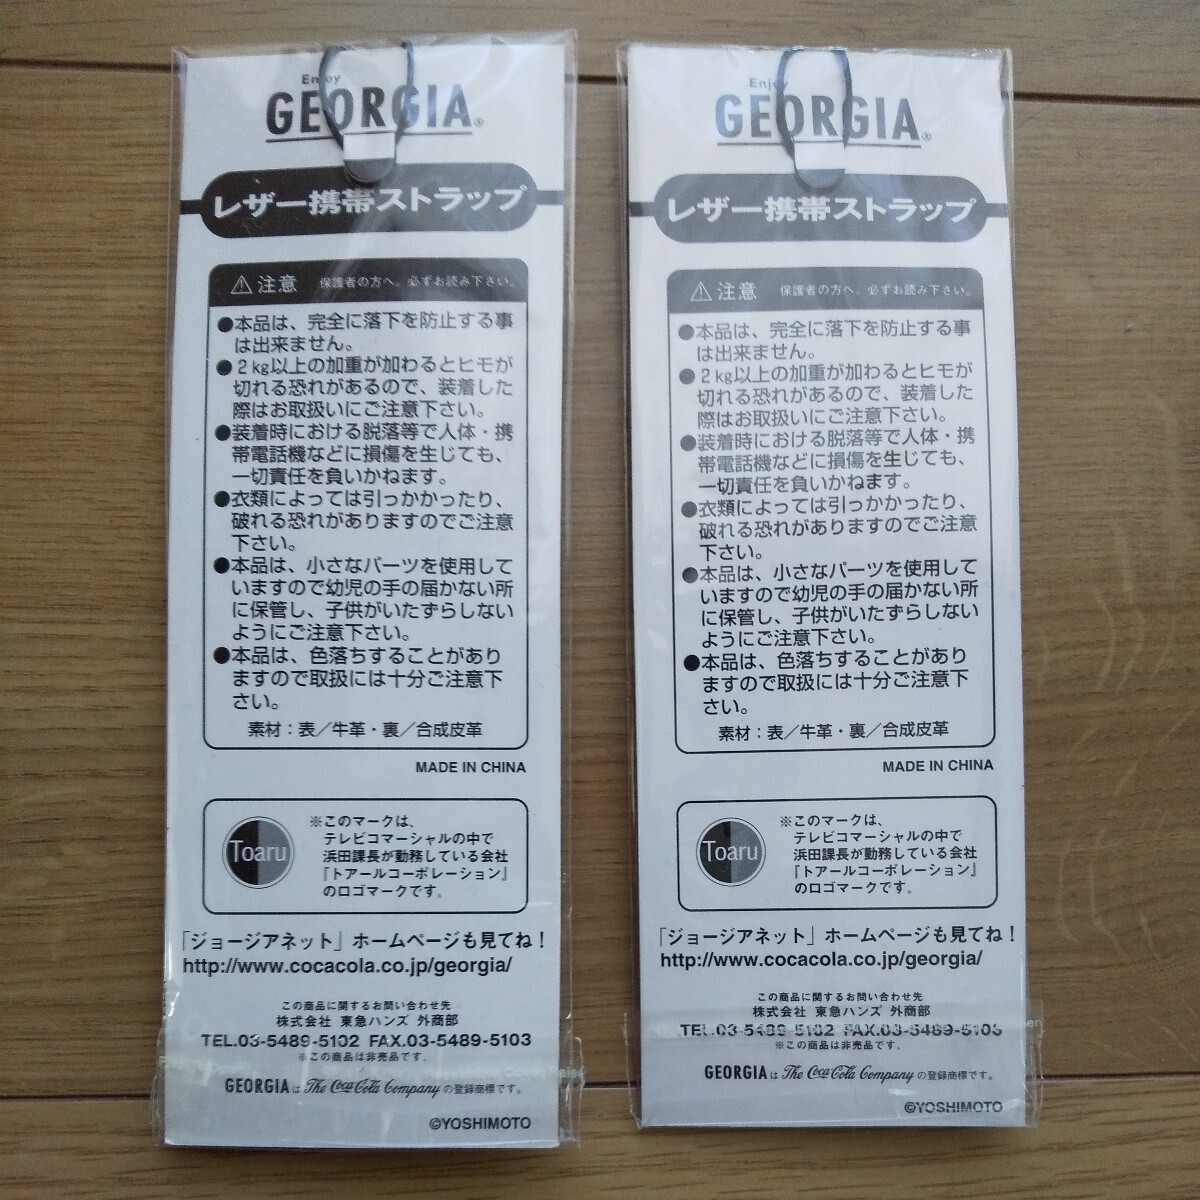 Enjoy
GEORGIA®
レザー携帯ストラップ
⚠注意 保護者の方へ。必ずお読み下さい。
●本品は、完全に落下を防止する事
は出来ません。
●2kg以上の加重が加わるとヒモが
切れる恐れがあるので、装着した
際はお取扱いにご注意下さい。
●装着時における脱落等で人体・携
帯電話機などに損傷を生じても、
一切責任を負いかねます。
●衣類によっては引っかかったり、
破れる恐れがありますのでご注意
下さい。
●本品は、小さなパーツを使用して
いますので幼児の手の届かない所
に保管し、子供がいたずらしない
ようにご注意下さい。
●本品は、色落ちすることがあり
ますので取扱には十分ご注意下
さい。
素材：表／牛革・裏／合成皮革
MADE IN CHINA
Toaru
※このマークは、
テレビコマーシャルの中で
浜田課長が勤務している会社
『トアールコーポレーション』
のロゴマークです。
「ジョージアネット」ホームページも見てね！
http://www.cocacola.co.jp/georgia/
この商品に関するお問い合わせ先
株式会社 東急ハンズ 外商部
TEL.03-5489-5102 FAX.03-5489-5103
※この商品は非売品です。
GEORGIAは The Coca-Cola Company の登録商標です。
©YOSHIMOTO
Enjoy
GEORGIA®
レザー携帯ストラップ
⚠注意 保護者の方へ。必ずお読み下さい。
●本品は、完全に落下を防止する事
は出来ません。
●2kg以上の加重が加わるとヒモが
切れる恐れがあるので、装着した
際はお取扱いにご注意下さい。
●装着時における脱落等で人体・携
帯電話機などに損傷を生じても、
一切責任を負いかねます。
●衣類によっては引っかかったり、
破れる恐れがありますのでご注意
下さい。
●本品は、小さなパーツを使用して
いますので幼児の手の届かない所
に保管し、子供がいたずらしない
ようにご注意下さい。
●本品は、色落ちすることがあり
ますので取扱には十分ご注意下
さい。
素材：表／牛革・裏／合成皮革
MADE IN CHINA
Toaru
※このマークは、
テレビコマーシャルの中で
浜田課長が勤務している会社
『トアールコーポレーション』
のロゴマークです。
「ジョージアネット」ホームページも見てね！
http://www.cocacola.co.jp/georgia/
この商品に関するお問い合わせ先
株式会社 東急ハンズ 外商部
TEL.03-5489-5102 FAX.03-5489-5103
※この商品は非売品です。
GEORGIAは The Coca-Cola Company の登録商標です。
©YOSHIMOTO